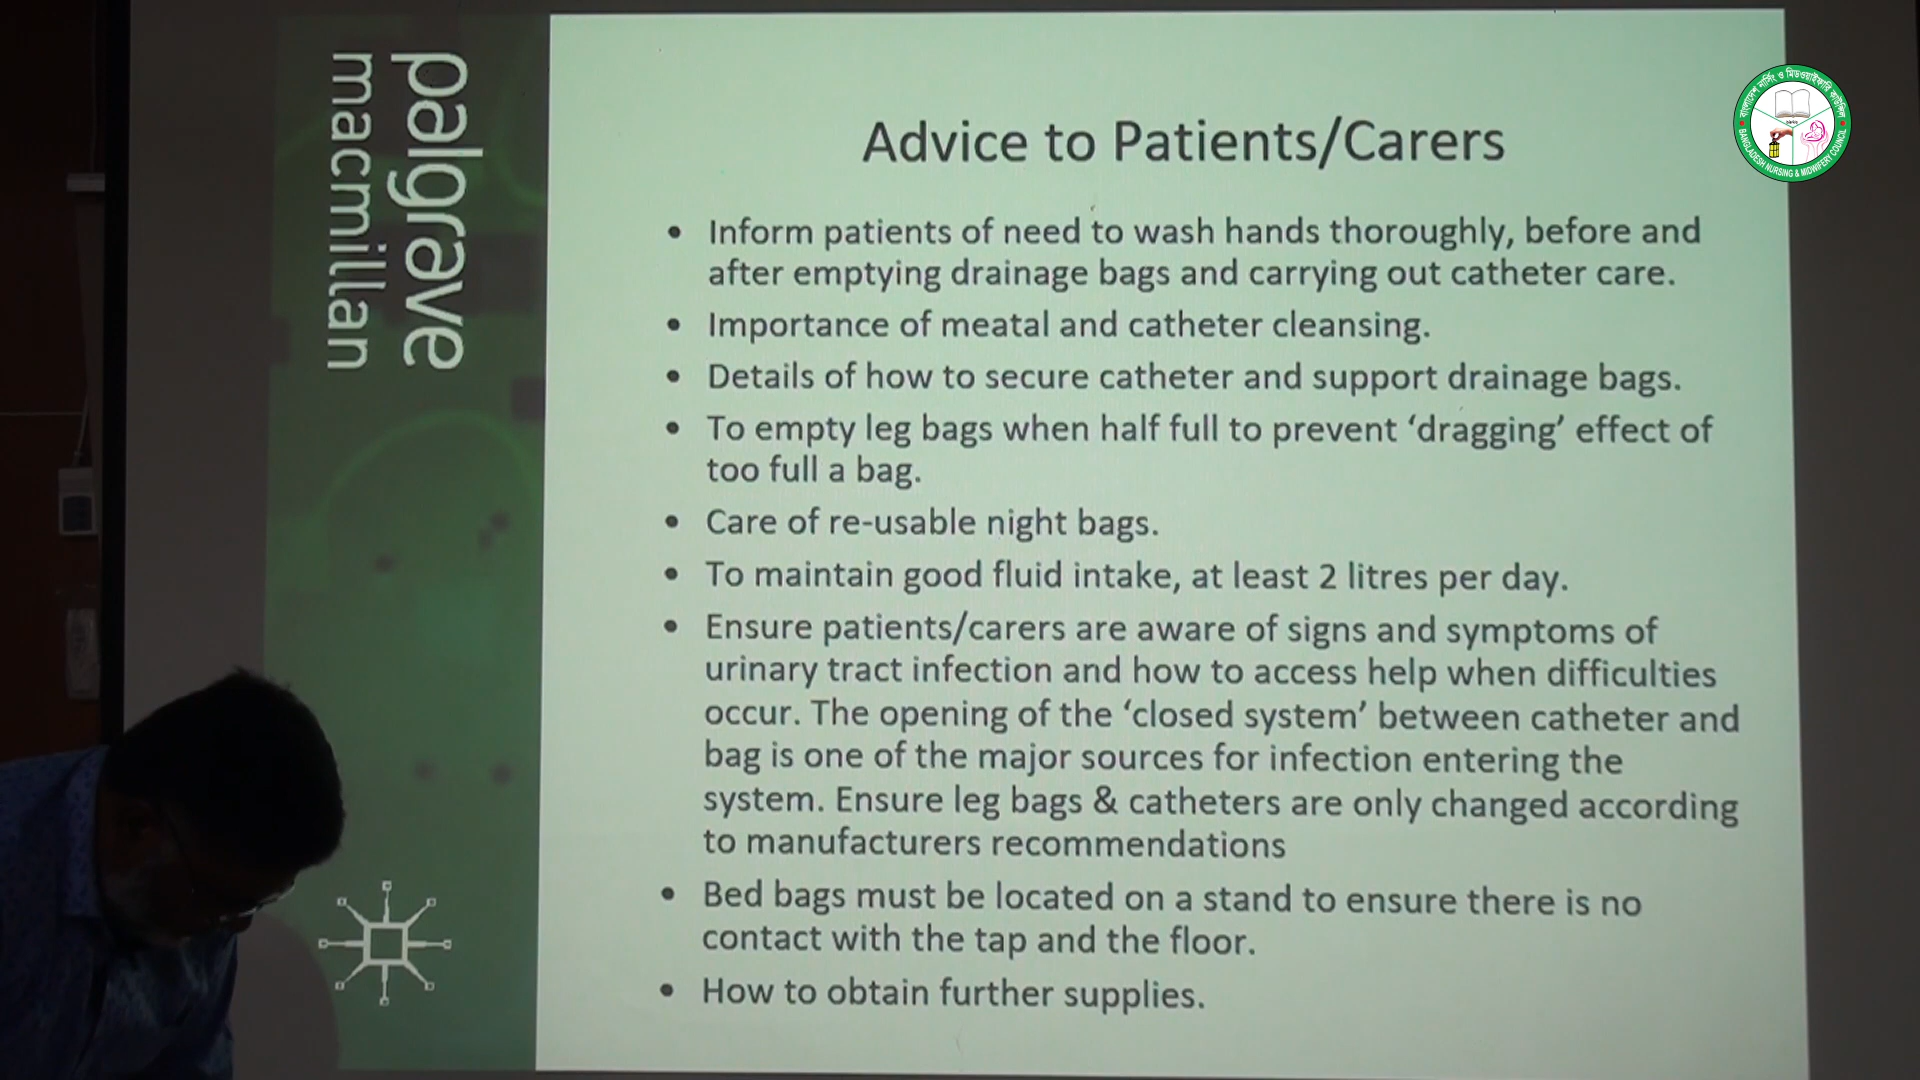 palgrave
macmillan
Advice to Patients/Carers
• Inform patients of need to wash hands thoroughly, before and
after emptying drainage bags and carrying out catheter care.
• Importance of meatal and catheter cleansing.
• Details of how to secure catheter and support drainage bags.
• To empty leg bags when half full to prevent ‘dragging’ effect of
too full a bag.
• Care of re-usable night bags.
• To maintain good fluid intake, at least 2 litres per day.
• Ensure patients/carers are aware of signs and symptoms of
urinary tract infection and how to access help when difficulties
occur. The opening of the ‘closed system’ between catheter and
bag is one of the major sources for infection entering the
system. Ensure leg bags & catheters are only changed according
to manufacturers recommendations
• Bed bags must be located on a stand to ensure there is no
contact with the tap and the floor.
• How to obtain further supplies.
বাংলাদেশ নার্সিং ও মিডওয়াইফারি কাউন্সিল
BANGLADESH NURSING & MIDWIFERY COUNCIL